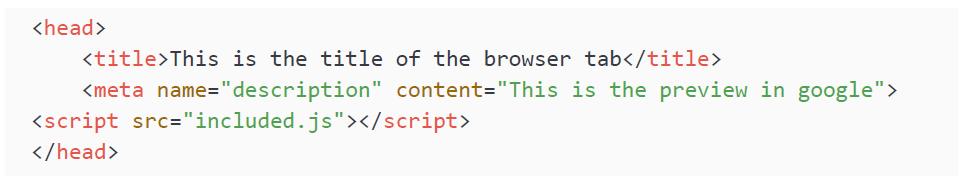 <head>
    <title>This is the title of the browser tab</title>
    <meta name="description" content="This is the preview in google">
<script src="included.js"></script>
</head>